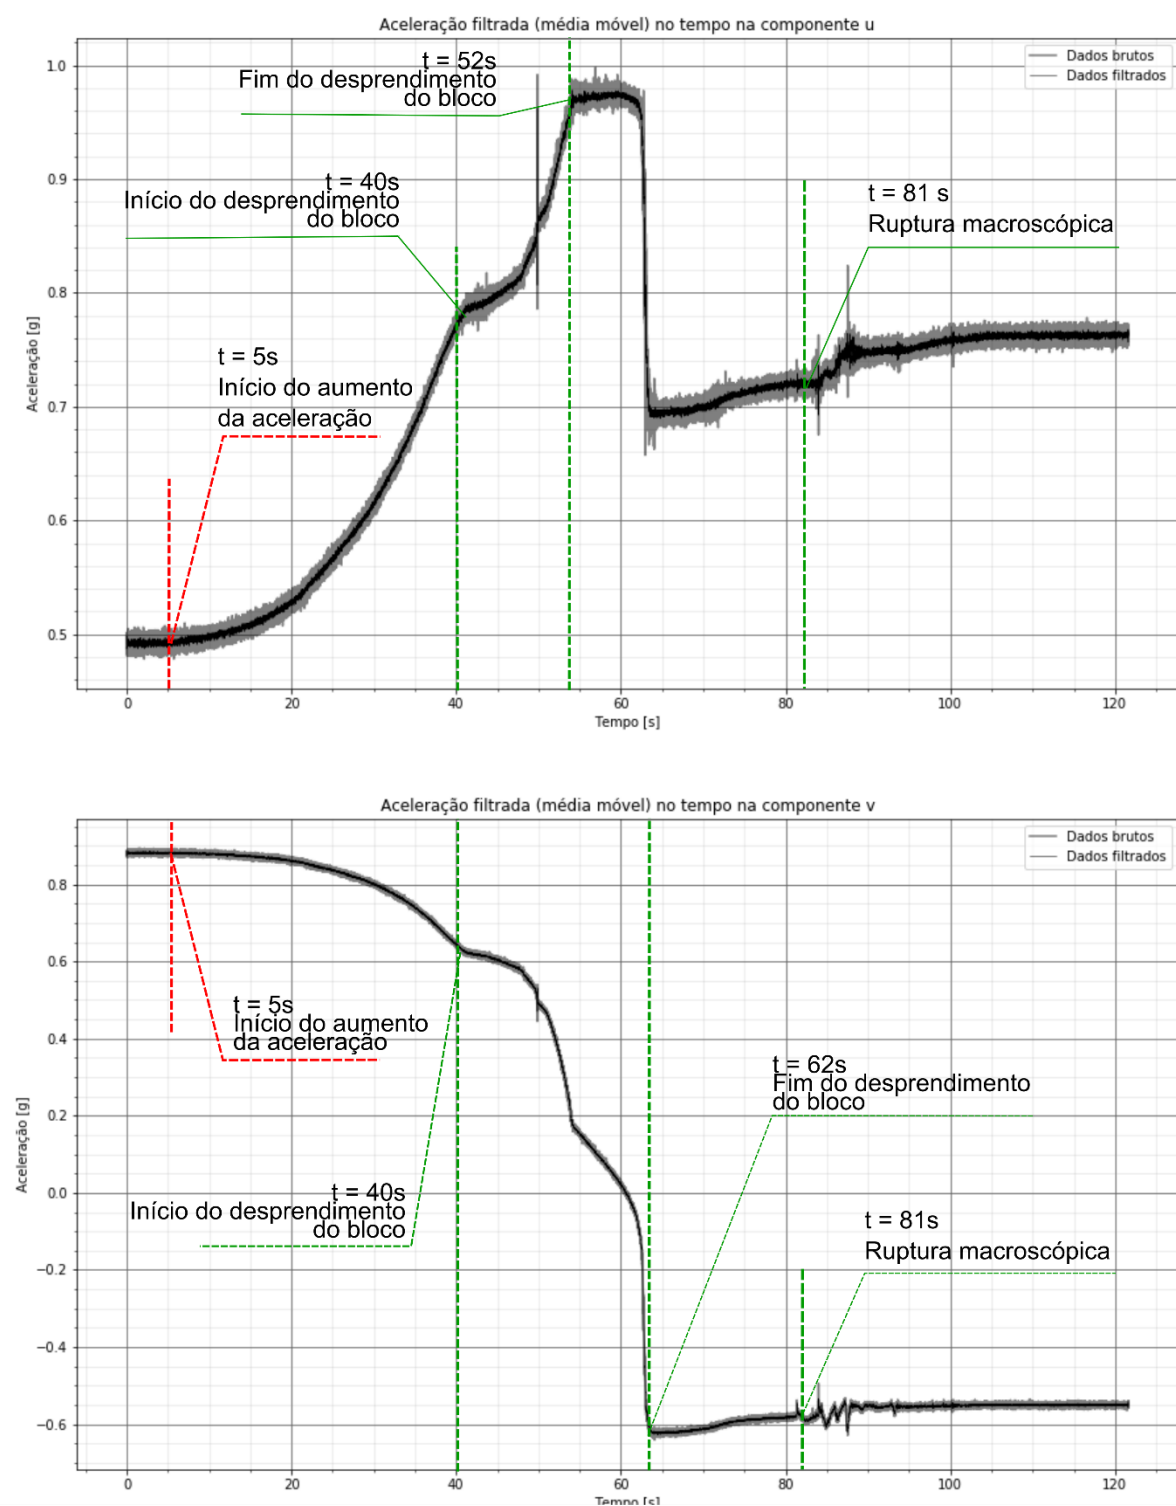 Aceleração filtrada (média móvel) no tempo na componente u
Dados brutos
Dados filtrados
t = 52s
Fim do desprendimento
do bloco
t = 40s
Início do desprendimento
do bloco
t = 81 s
Ruptura macroscópica
t = 5s
Início do aumento
da aceleração
Aceleração [g]
1.0
0.9
0.8
0.7
0.6
0.5
0
20
40
60
80
100
120
Tempo [s]
Aceleração filtrada (média móvel) no tempo na componente v
Dados brutos
Dados filtrados
t = 5s
Início do aumento
da aceleração
t = 62s
Fim do desprendimento
do bloco
t = 40s
Início do desprendimento
do bloco
t = 81s
Ruptura macroscópica
Aceleração [g]
0.8
0.6
0.4
0.2
0.0
−0.2
−0.4
−0.6
0
20
40
60
80
100
120
Tempo [s]